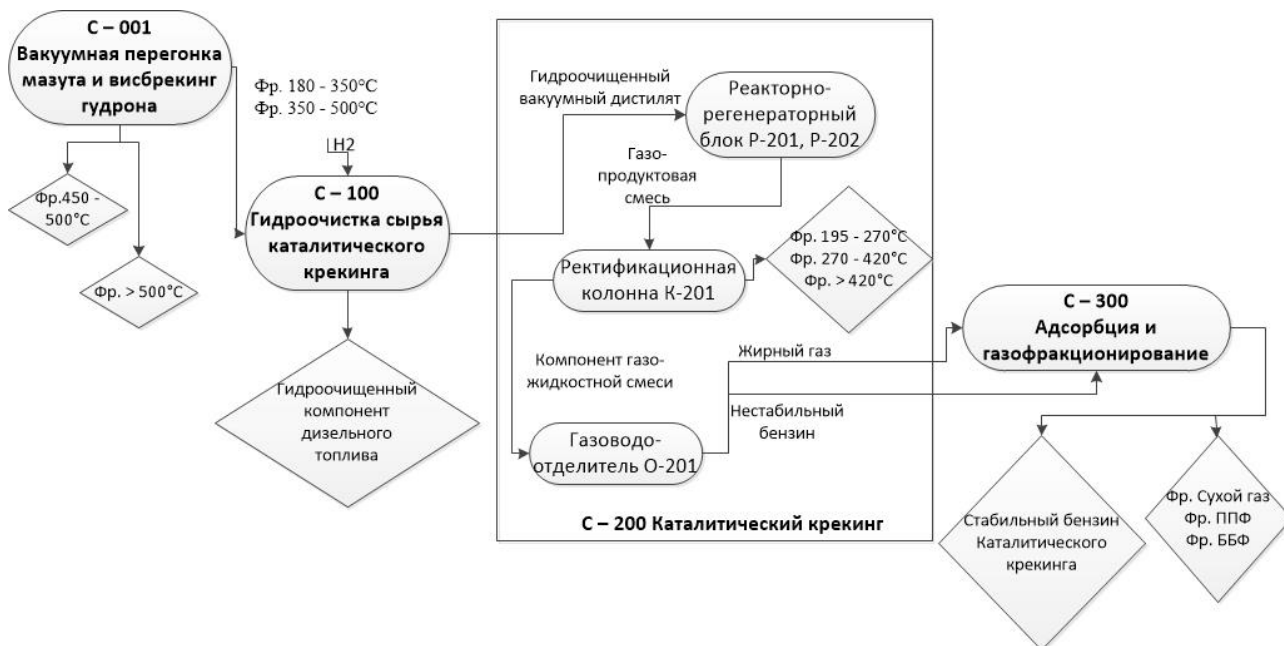 С – 001
Вакуумная перегонка
мазута и висбрекинг
гудрона
Фр. 180 - 350°С
Фр. 350 - 500°С
Н2
Фр.450 -
500°С
Фр. > 500°С
С – 100
Гидроочистка сырья
каталитического
крекинга
Гидроочищенный
компонент
дизельного
топлива
Гидроочищенный
вакуумный дистилят
Реакторно-
регенераторный
блок Р-201, Р-202
Газо-
продуктовая
смесь
Ректификационная
колонна К-201
Фр. 195 - 270°С
Фр. 270 - 420°С
Фр. > 420°С
Компонент газо-
жидкостной смеси
Газоводо-
отделитель О-201
Жирный газ
Нестабильный
бензин
С – 200 Каталитический крекинг
С – 300
Адсорбция и
газофракционирование
Стабильный бензин
Каталитического
крекинга
Фр. Сухой газ
Фр. ППФ
Фр. ББФ